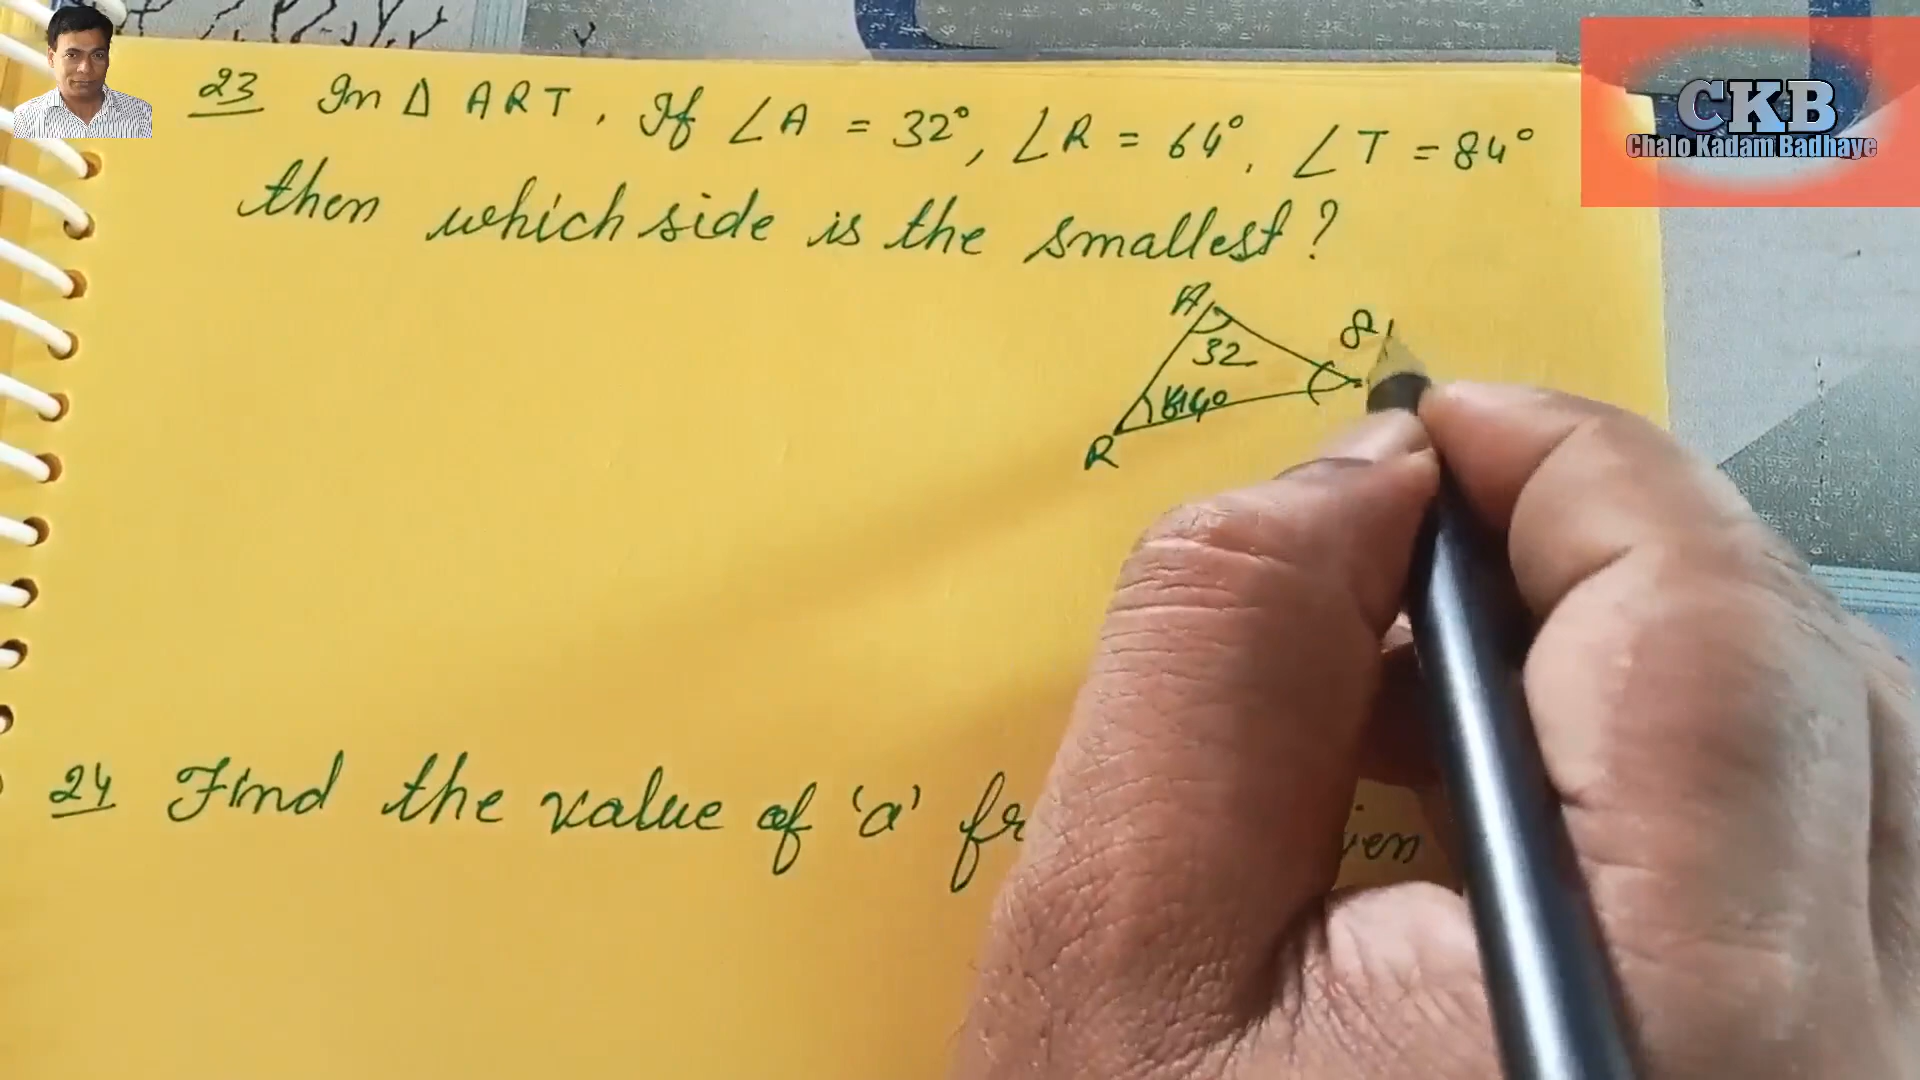 CKB
Chalo Kadam Badhaye
23 In Δ ART, If ∠A = 32°, ∠R = 64°, ∠T = 84°
then which side is the smallest?
A
32
64°
R
24 Find the value of 'a'